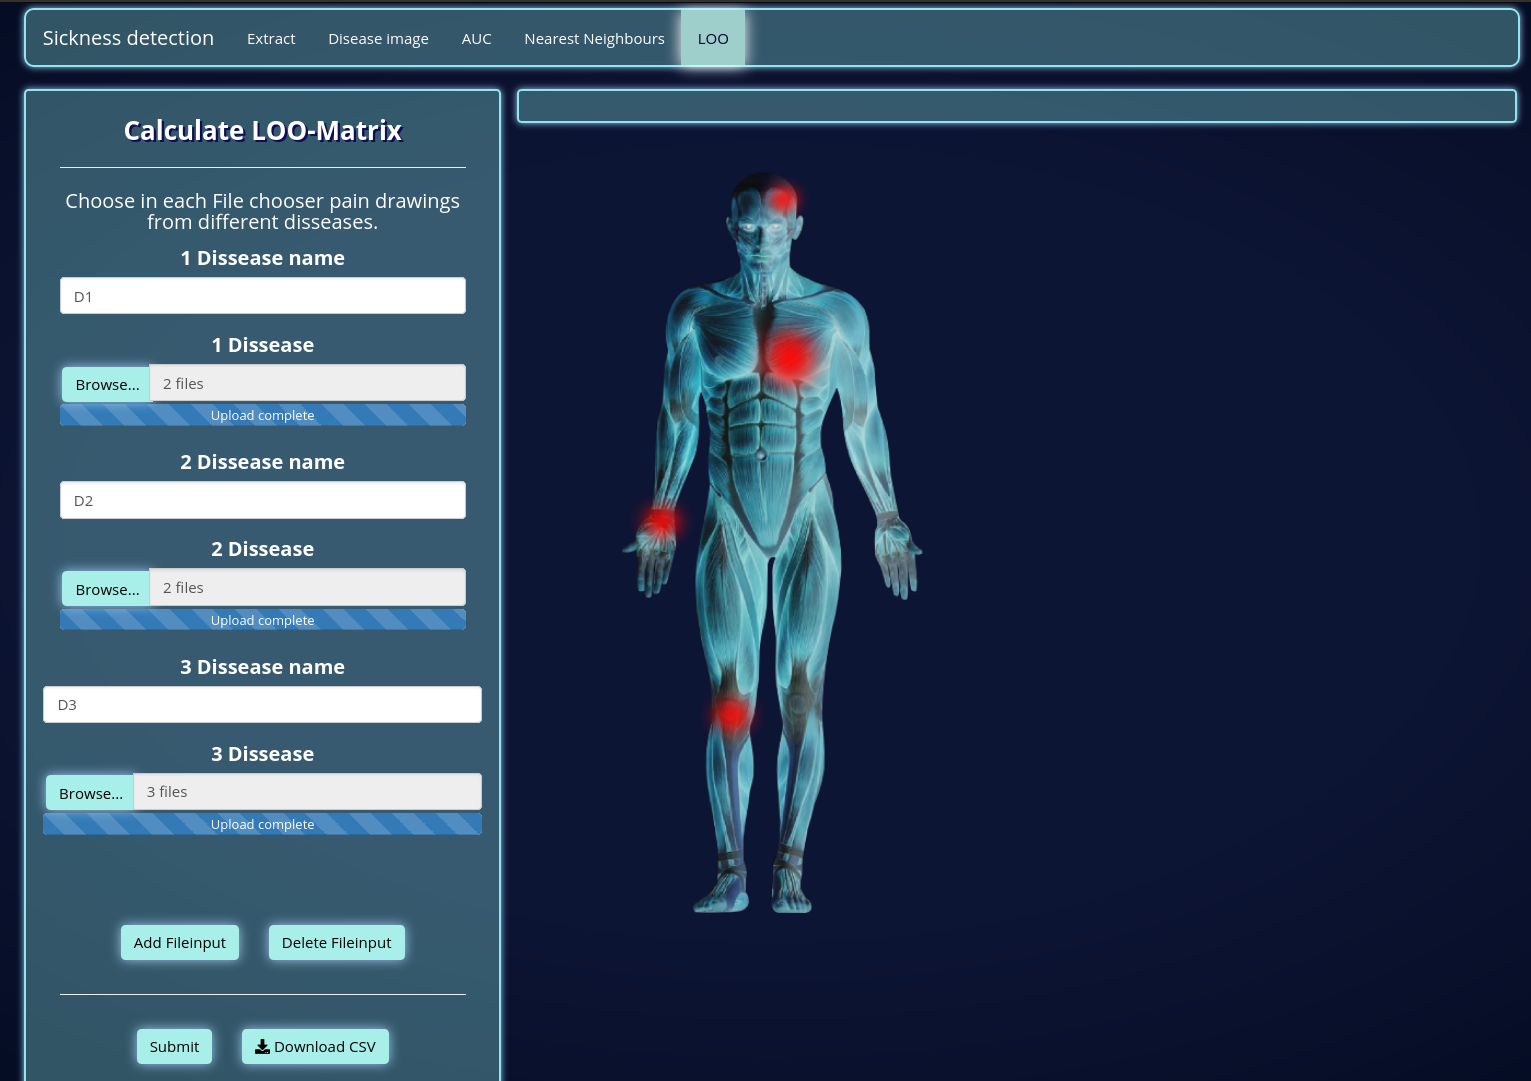 Sickness detection Extract Disease image AUC Nearest Neighbours LOO
Calculate LOO-Matrix
Choose in each File chooser pain drawings
from different disseases.
1 Dissease name
D1
1 Dissease
Browse... 2 files
Upload complete
2 Dissease name
D2
2 Dissease
Browse... 2 files
Upload complete
3 Dissease name
D3
3 Dissease
Browse... 3 files
Upload complete
Add Fileinput Delete Fileinput
Submit Download CSV